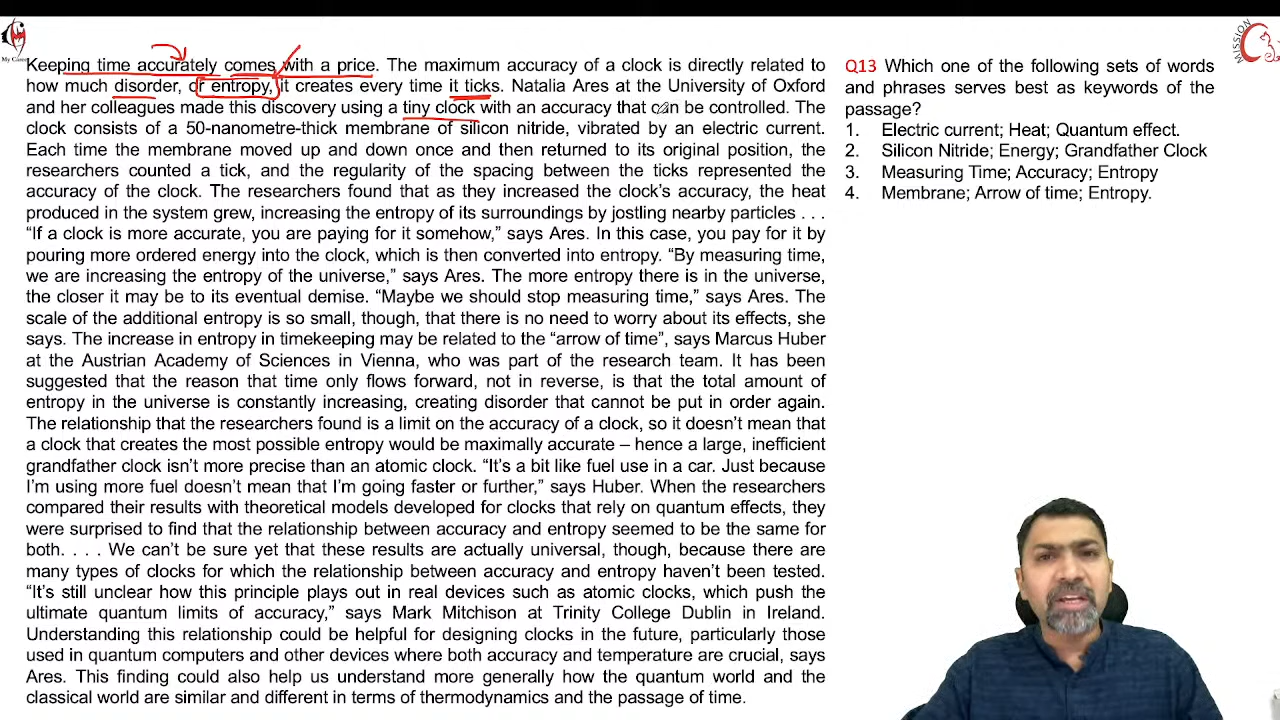 My Career
MISSION
Keeping time accurately comes with a price. The maximum accuracy of a clock is directly related to
how much disorder, or entropy, it creates every time it ticks. Natalia Ares at the University of Oxford
and her colleagues made this discovery using a tiny clock with an accuracy that can be controlled. The
clock consists of a 50-nanometre-thick membrane of silicon nitride, vibrated by an electric current.
Each time the membrane moved up and down once and then returned to its original position, the
researchers counted a tick, and the regularity of the spacing between the ticks represented the
accuracy of the clock. The researchers found that as they increased the clock's accuracy, the heat
produced in the system grew, increasing the entropy of its surroundings by jostling nearby particles . . .
“If a clock is more accurate, you are paying for it somehow,” says Ares. In this case, you pay for it by
pouring more ordered energy into the clock, which is then converted into entropy. “By measuring time,
we are increasing the entropy of the universe,” says Ares. The more entropy there is in the universe,
the closer it may be to its eventual demise. “Maybe we should stop measuring time,” says Ares. The
scale of the additional entropy is so small, though, that there is no need to worry about its effects, she
says. The increase in entropy in timekeeping may be related to the “arrow of time”, says Marcus Huber
at the Austrian Academy of Sciences in Vienna, who was part of the research team. It has been
suggested that the reason that time only flows forward, not in reverse, is that the total amount of
entropy in the universe is constantly increasing, creating disorder that cannot be put in order again.
The relationship that the researchers found is a limit on the accuracy of a clock, so it doesn't mean that
a clock that creates the most possible entropy would be maximally accurate – hence a large, inefficient
grandfather clock isn't more precise than an atomic clock. “It's a bit like fuel use in a car. Just because
I'm using more fuel doesn't mean that I'm going faster or further,” says Huber. When the researchers
compared their results with theoretical models developed for clocks that rely on quantum effects, they
were surprised to find that the relationship between accuracy and entropy seemed to be the same for
both. . . . We can't be sure yet that these results are actually universal, though, because there are
many types of clocks for which the relationship between accuracy and entropy haven't been tested.
“It's still unclear how this principle plays out in real devices such as atomic clocks, which push the
ultimate quantum limits of accuracy,” says Mark Mitchison at Trinity College Dublin in Ireland.
Understanding this relationship could be helpful for designing clocks in the future, particularly those
used in quantum computers and other devices where both accuracy and temperature are crucial, says
Ares. This finding could also help us understand more generally how the quantum world and the
classical world are similar and different in terms of thermodynamics and the passage of time.
Q13 Which one of the following sets of words
and phrases serves best as keywords of the
passage?
1. Electric current; Heat; Quantum effect.
2. Silicon Nitride; Energy; Grandfather Clock
3. Measuring Time; Accuracy; Entropy
4. Membrane; Arrow of time; Entropy.